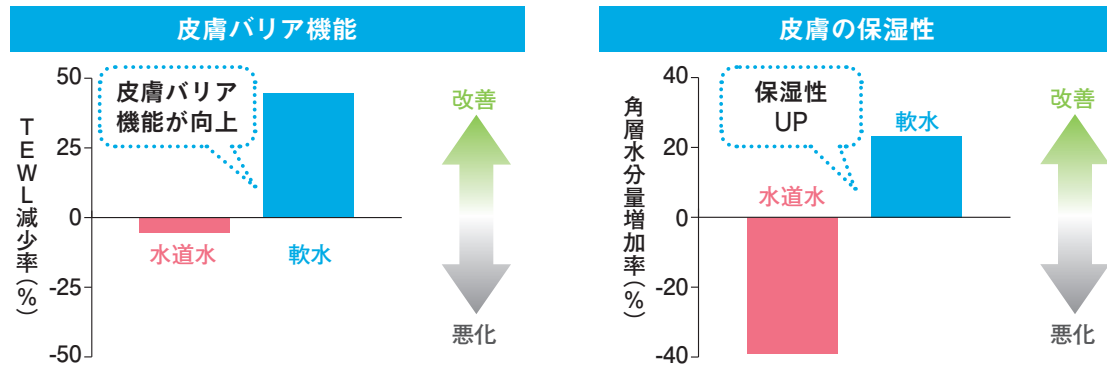 皮膚バリア機能
50
25
0
-25
-50
TEWL減少率(%)
皮膚バリア
機能が向上
水道水
軟水
改善
悪化
皮膚の保湿性
40
20
0
-20
-40
角層水分量増加率(%)
保湿性
UP
水道水
軟水
改善
悪化